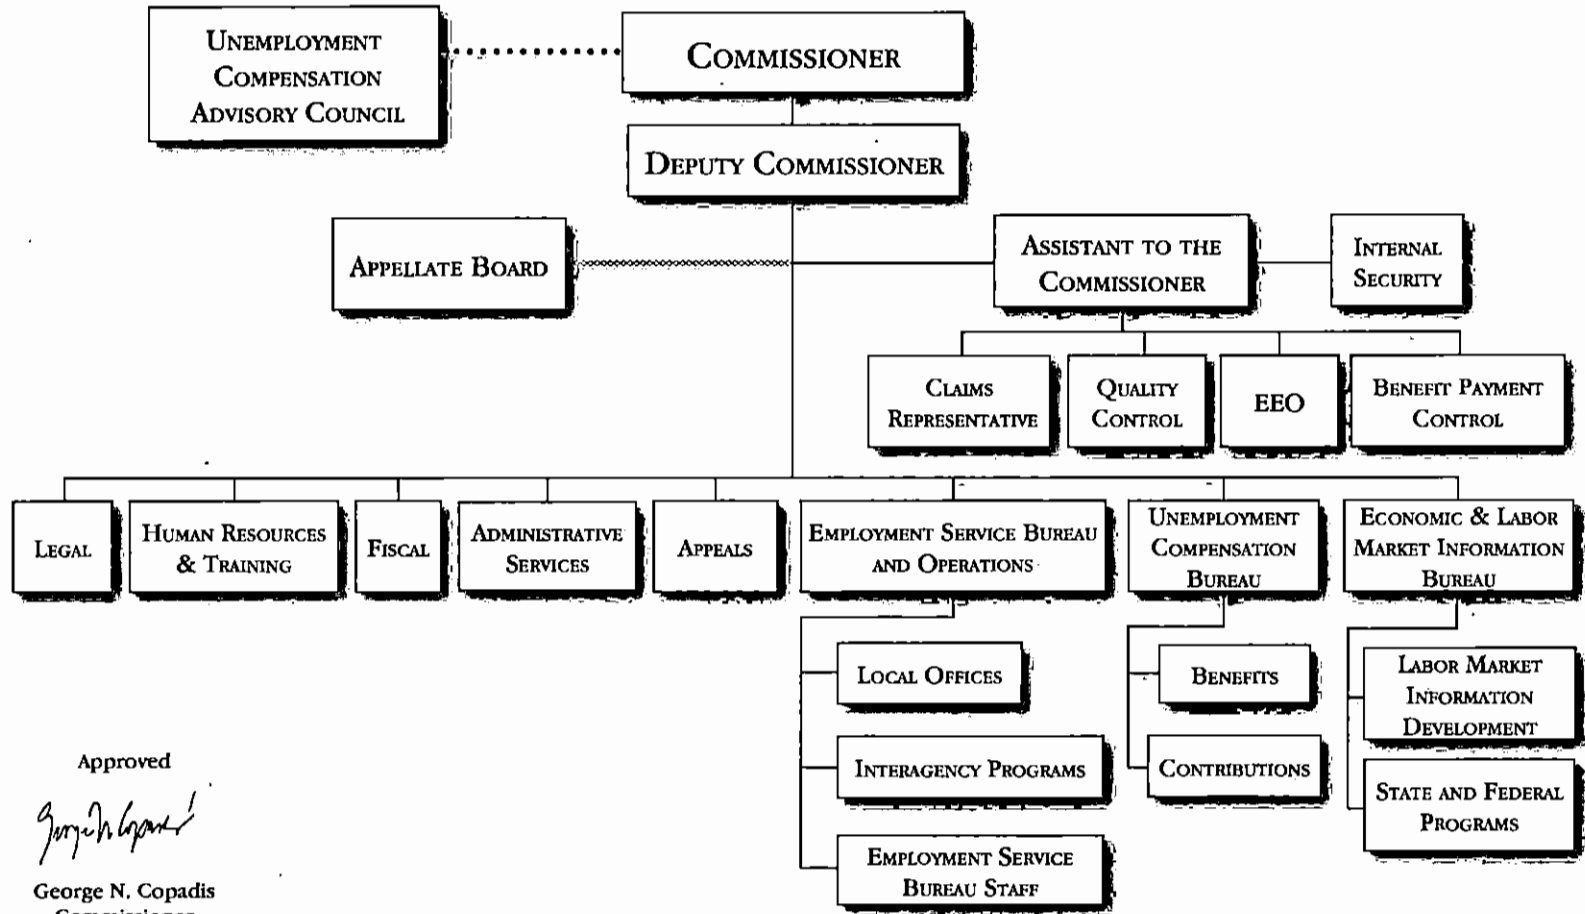 UNEMPLOYMENT
COMPENSATION
ADVISORY COUNCIL
COMMISSIONER
DEPUTY COMMISSIONER
APPELLATE BOARD
ASSISTANT TO THE
COMMISSIONER
INTERNAL
SECURITY
CLAIMS
REPRESENTATIVE
QUALITY
CONTROL
EEO
BENEFIT PAYMENT
CONTROL
LEGAL
HUMAN RESOURCES
& TRAINING
FISCAL
ADMINISTRATIVE
SERVICES
APPEALS
EMPLOYMENT SERVICE BUREAU
AND OPERATIONS
UNEMPLOYMENT
COMPENSATION
BUREAU
ECONOMIC & LABOR
MARKET INFORMATION
BUREAU
LOCAL OFFICES
INTERAGENCY PROGRAMS
EMPLOYMENT SERVICE
BUREAU STAFF
BENEFITS
CONTRIBUTIONS
LABOR MARKET
INFORMATION
DEVELOPMENT
STATE AND FEDERAL
PROGRAMS
Approved
George N. Copadis
Commissioner